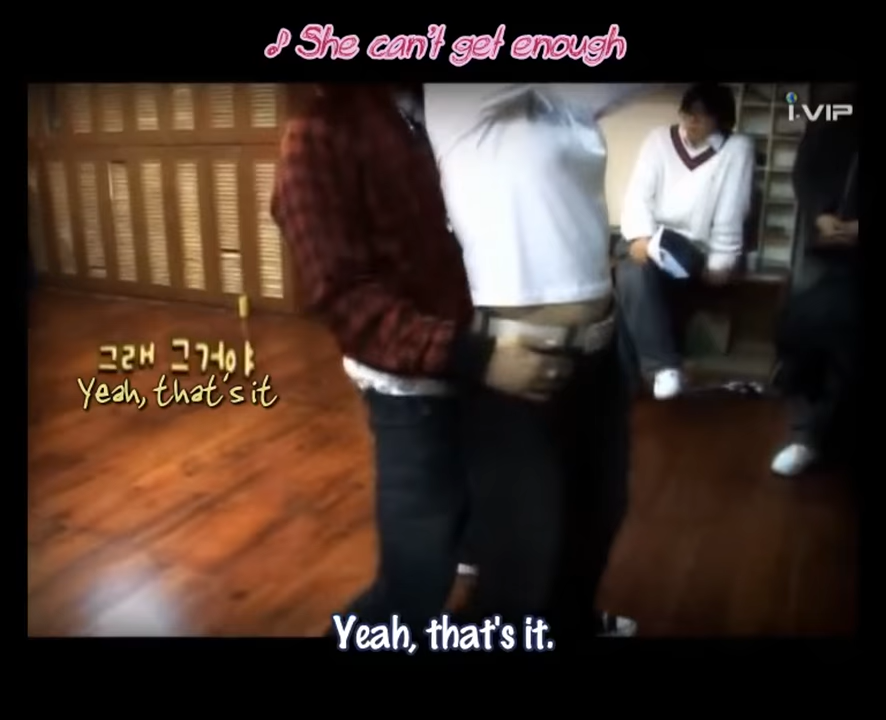 ♪ She can't get enough
i.VIP
그래 그거야
Yeah, that's it
Yeah, that's it.